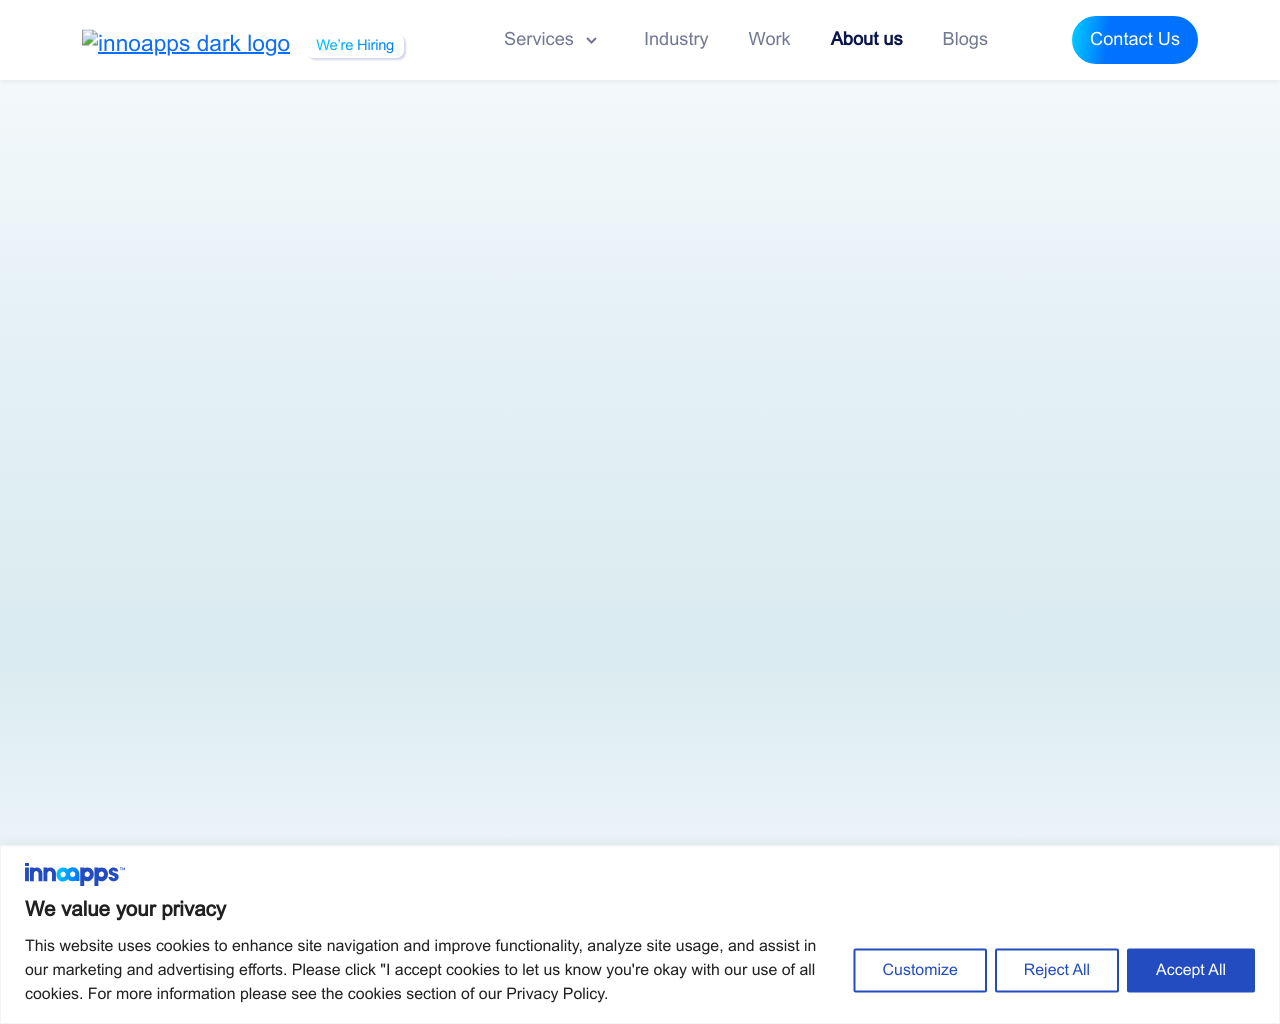 innoapps dark logo We're Hiring Services Industry Work About us Blogs Contact Us
innoapps™
We value your privacy
This website uses cookies to enhance site navigation and improve functionality, analyze site usage, and assist in
our marketing and advertising efforts. Please click "I accept cookies to let us know you're okay with our use of all
cookies. For more information please see the cookies section of our Privacy Policy.
Customize Reject All Accept All